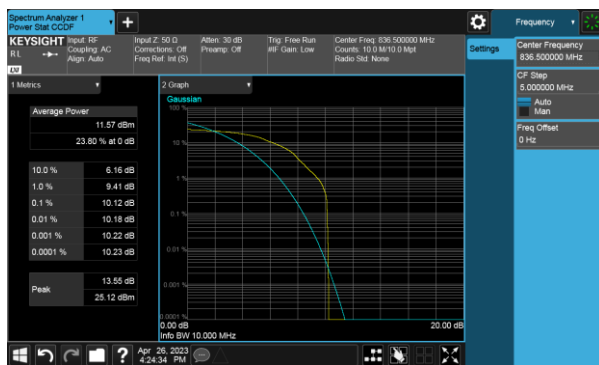 Spectrum Analyzer 1
Power Stat CCDF
Frequency
KEYSIGHT
RL
LXI
Input: RF
Coupling: AC
Align: Auto
Input Z: 50 Ω
Corrections: Off
Freq Ref: Int (S)
Atten: 30 dB
Preamp: Off
Trig: Free Run
#IF Gain: Low
Center Freq: 836.500000 MHz
Counts: 10.0 M/10.0 Mpt
Radio Std: None
Settings
Center Frequency
836.500000 MHz
CF Step
5.000000 MHz
Auto
Man
Freq Offset
0 Hz
1 Metrics
Average Power
11.57 dBm
23.80 % at 0 dB
10.0 % 6.16 dB
1.0 % 9.41 dB
0.1 % 10.12 dB
0.01 % 10.18 dB
0.001 % 10.22 dB
0.0001 % 10.23 dB
Peak
13.55 dB
25.12 dBm
2 Graph
Gaussian
100 %
10 %
1 %
0.1 %
0.01 %
0.001 %
0.0001 %
0.00 dB 20.00 dB
Info BW 10.000 MHz
?
Apr 26, 2023
4:24:34 PM